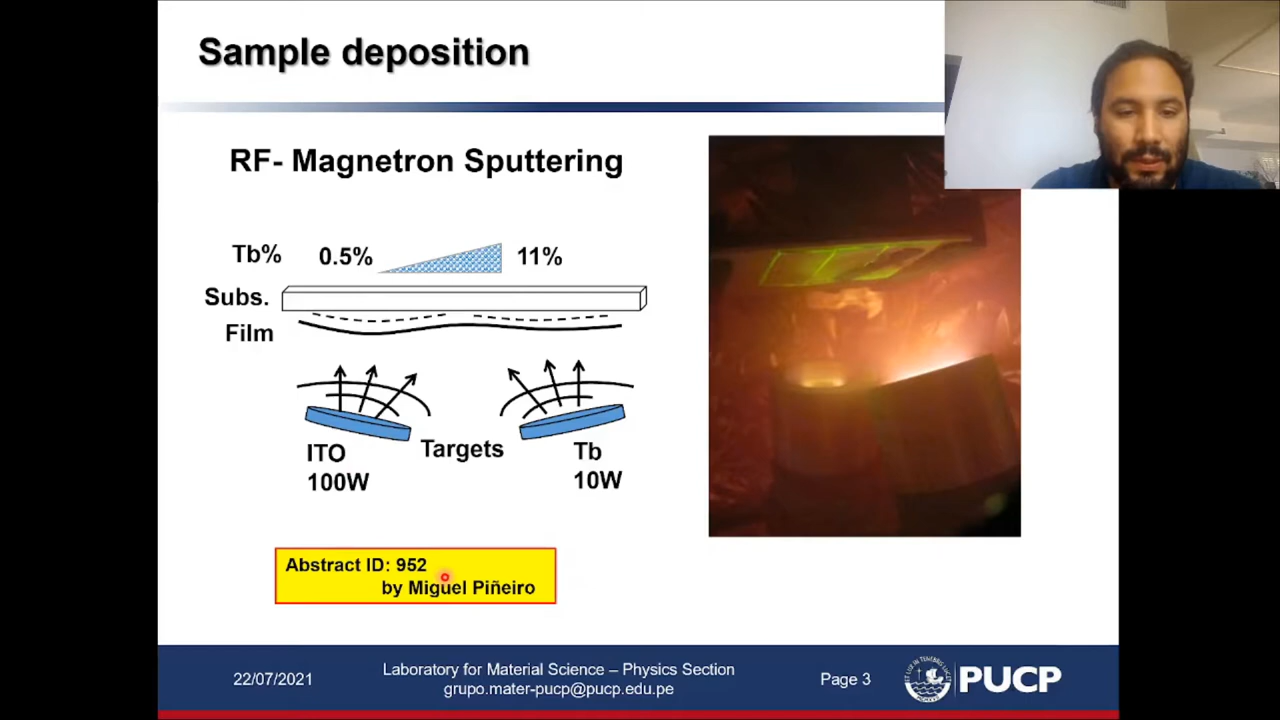 Sample deposition
RF- Magnetron Sputtering
Tb%
0.5%
11%
Subs.
Film
ITO
100W
Targets
Tb
10W
Abstract ID: 952
by Miguel Piñeiro
22/07/2021
Laboratory for Material Science – Physics Section
grupo.mater-pucp@pucp.edu.pe
Page 3
PUCP